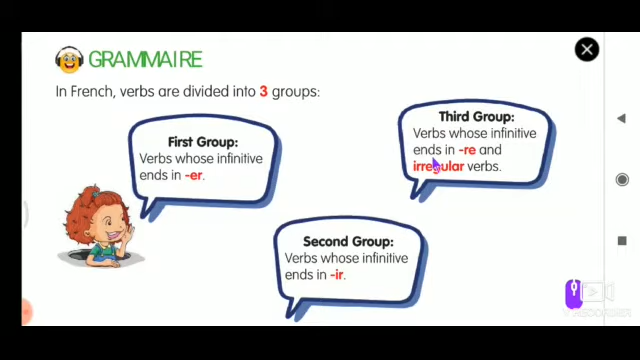 GRAMMAIRE
In French, verbs are divided into 3 groups:
First Group:
Verbs whose infinitive
ends in -er.
Third Group:
Verbs whose infinitive
ends in -re and
irregular verbs.
Second Group:
Verbs whose infinitive
ends in -ir.
V RECORDER